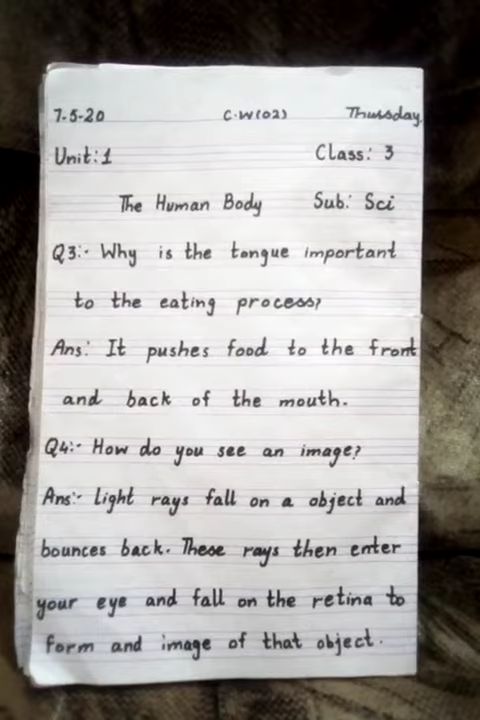 7-5-20 C.W(02) Thursday
Unit:1 Class: 3
The Human Body Sub: Sci
Q3:- Why is the tongue important
to the eating process?
Ans: It pushes food to the front
and back of the mouth.
Q4:- How do you see an image?
Ans:- light rays fall on a object and
bounces back. These rays then enter
your eye and fall on the retina to
form and image of that object.